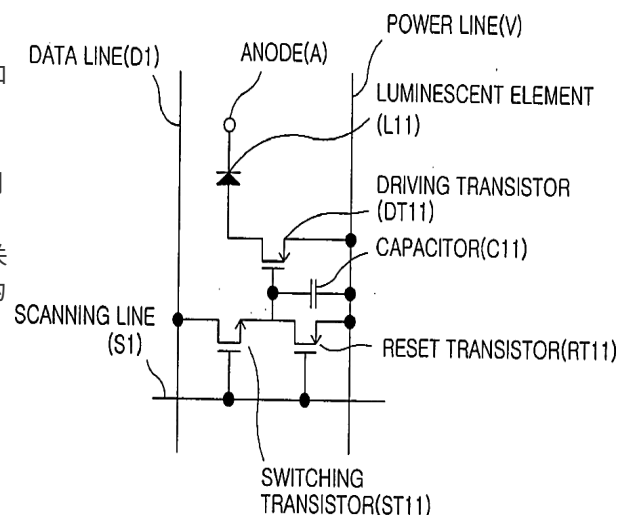 POWER LINE(V)
DATA LINE(D1)
ANODE(A)
LUMINESCENT ELEMENT
(L11)
DRIVING TRANSISTOR
(DT11)
CAPACITOR(C11)
SCANNING LINE
(S1)
RESET TRANSISTOR(RT11)
SWITCHING
TRANSISTOR(ST11)